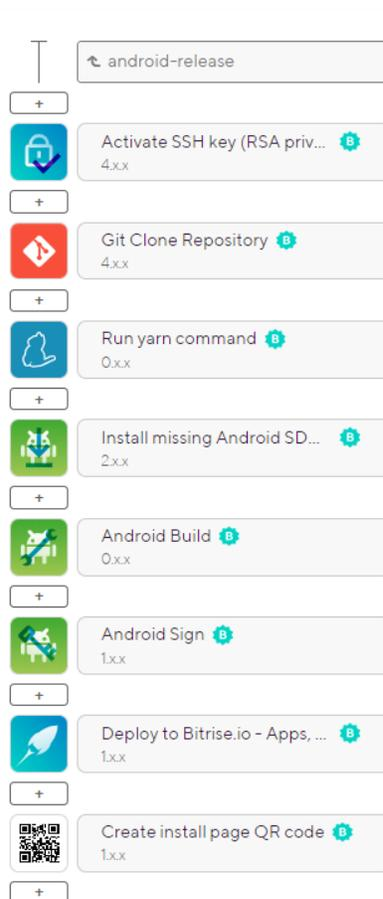 android-release
+
Activate SSH key (RSA priv...
B
4.x.x
+
Git Clone Repository
B
4.x.x
+
Run yarn command
B
0.x.x
+
Install missing Android SD...
B
2.x.x
+
Android Build
B
0.x.x
+
Android Sign
B
1.x.x
+
Deploy to Bitrise.io - Apps, ...
B
1.x.x
+
Create install page QR code
B
1.x.x
+